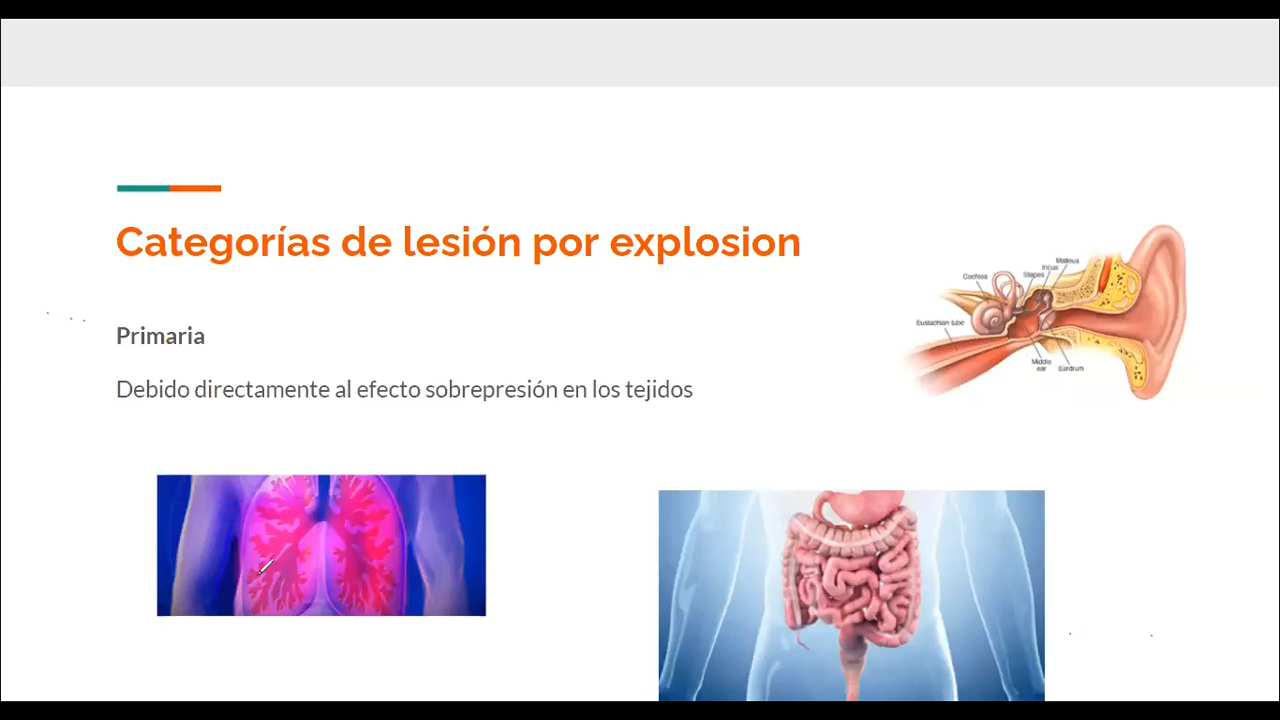 Categorías de lesión por explosion
Primaria
Debido directamente al efecto sobrepresión en los tejidos
Malleus
Incus
Stapes
Cochlea
Eustachian tube
Middle
ear
Eardrum